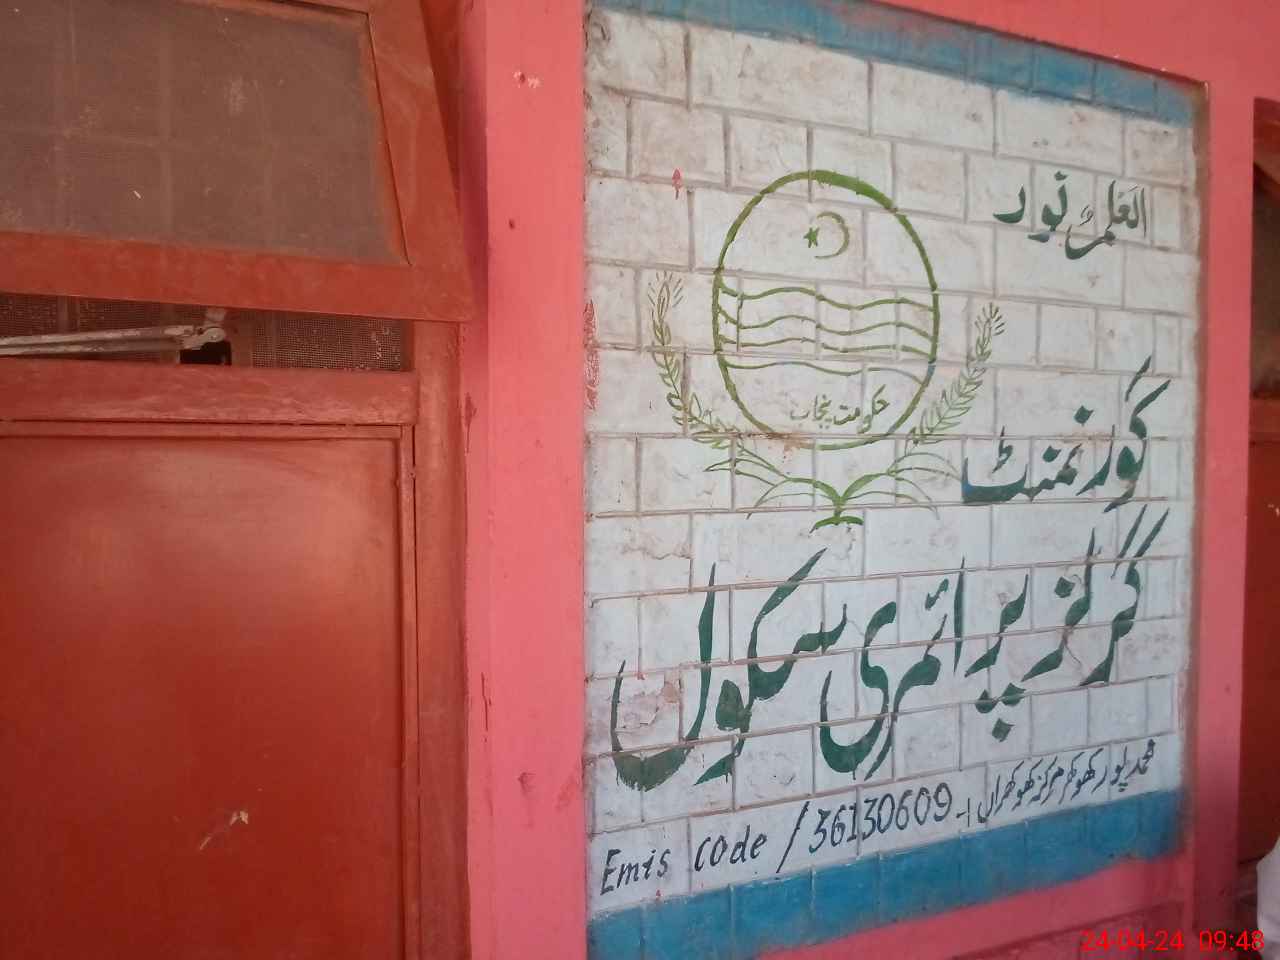 العلم نور
حکومت پنجاب
گورنمنٹ
گرلز پرائمری سکول
محمد پور کھوکھر مرکز کھوکھراں
Emis code / 36130609
24-04-24 09:48